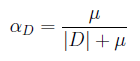 α_D = μ / (|D| + μ)